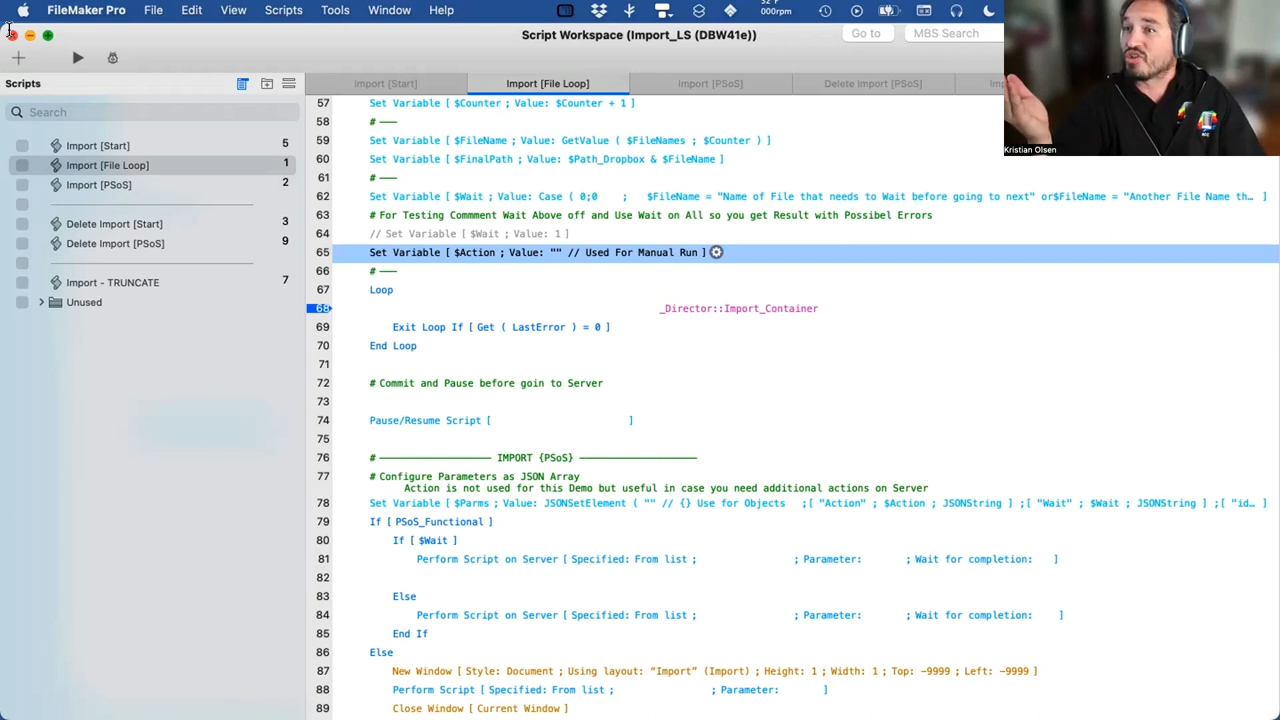 FileMaker Pro File Edit View Insert Format Records Scripts Tools Window Help
000rpm
Script Workspace (Import_LS (DBW41e))
Go to
MBS Search
Scripts
Import [Start]
Import [File Loop]
Import [PSoS]
Delete Import [PSoS]
Search
Import [Start] 5
Import [File Loop] 1
Import [PSoS] 2
Delete Import [Start] 3
Delete Import [PSoS] 9
Import - TRUNCATE 7
Unused
57 Set Variable [ $Counter ; Value: $Counter + 1 ]
58 # ——
59 Set Variable [ $FileName ; Value: GetValue ( $FileNames ; $Counter ) ]
60 Set Variable [ $FinalPath ; Value: $Path_Dropbox & $FileName ]
61 # ——
62 Set Variable [ $Wait ; Value: Case ( 0;0 ; $FileName = "Name of File that needs to Wait before going to next" or$FileName = "Another File Name th… ]
63 # For Testing Commment Wait Above off and Use Wait on All so you get Result with Possibel Errors
64 // Set Variable [ $Wait ; Value: 1 ]
65 Set Variable [ $Action ; Value: "" // Used For Manual Run ]
66 # ——
67 Loop
68 _Director::Import_Container
69 Exit Loop If [ Get ( LastError ) = 0 ]
70 End Loop
71
72 # Commit and Pause before goin to Server
73
74 Pause/Resume Script [ ]
75
76 # —————— IMPORT {PSoS} ——————
77 # Configure Parameters as JSON Array
Action is not used for this Demo but useful in case you need additional actions on Server
78 Set Variable [ $Parms ; Value: JSONSetElement ( "" // {} Use for Objects ;[ "Action" ; $Action ; JSONString ] ;[ "Wait" ; $Wait ; JSONString ] ;[ "id… ]
79 If [ PSoS_Functional ]
80 If [ $Wait ]
81 Perform Script on Server [ Specified: From list ; ; Parameter: ; Wait for completion: ]
82
83 Else
84 Perform Script on Server [ Specified: From list ; ; Parameter: ; Wait for completion: ]
85 End If
86 Else
87 New Window [ Style: Document ; Using layout: “Import” (Import) ; Height: 1 ; Width: 1 ; Top: -9999 ; Left: -9999 ]
88 Perform Script [ Specified: From list ; ; Parameter: ]
89 Close Window [ Current Window ]
Kristian Olsen